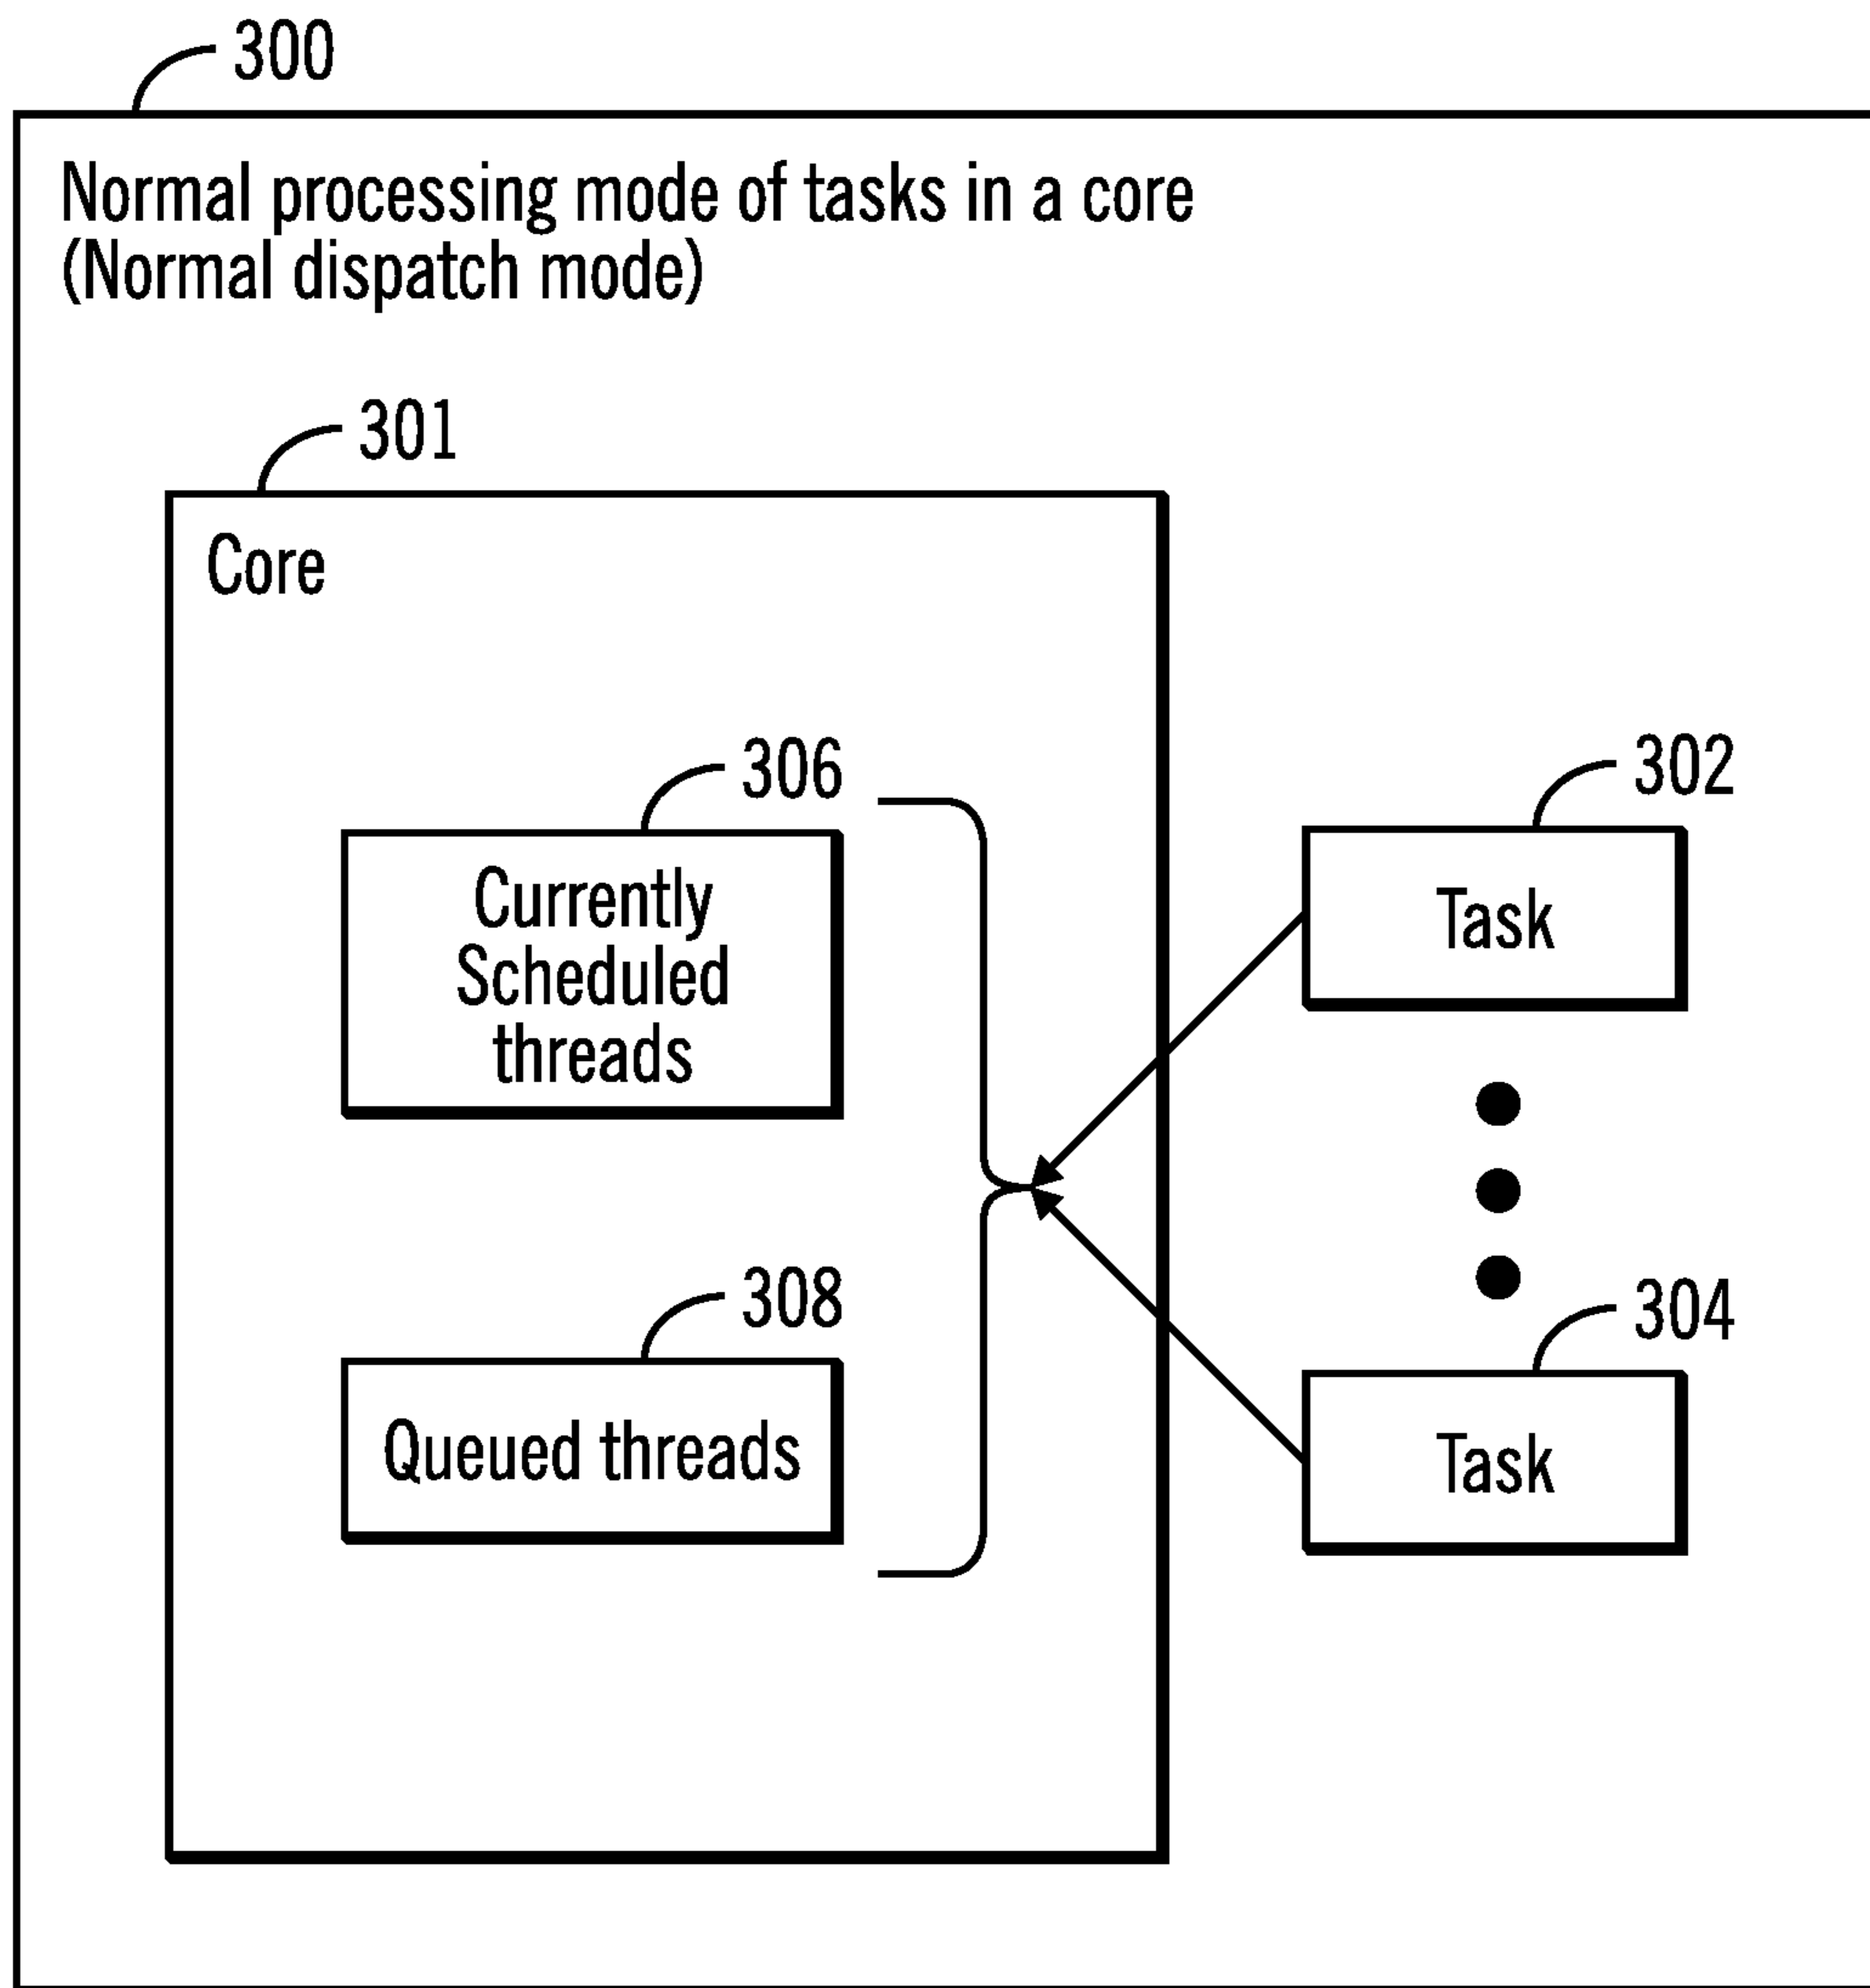 300
Normal processing mode of tasks in a core
(Normal dispatch mode)
301
Core
306
Currently
Scheduled
threads
302
Task
308
Queued threads
304
Task